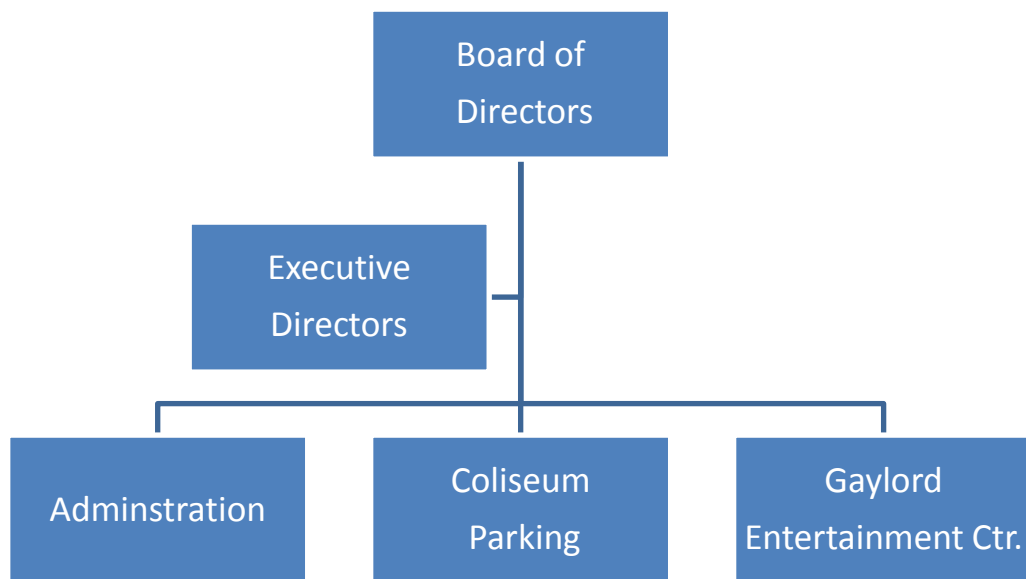 Board of
Directors
Executive
Directors
Adminstration
Coliseum
Parking
Gaylord
Entertainment Ctr.